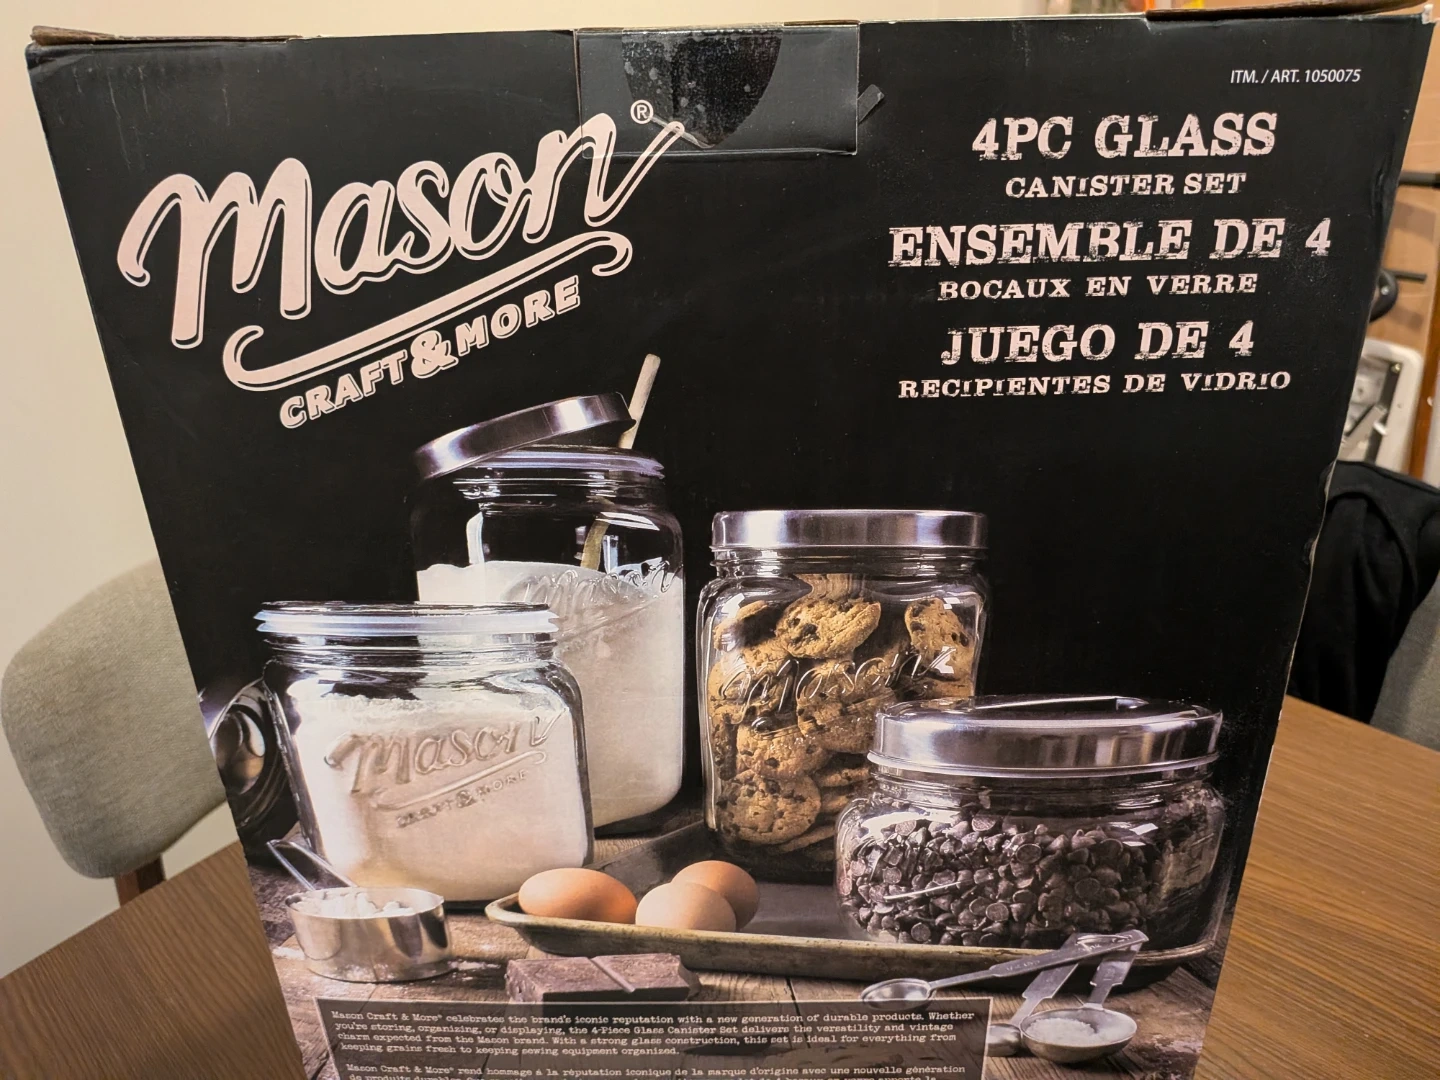 Mason®
CRAFT & MORE
ITM. / ART. 1050075
4PC GLASS
CANISTER SET
ENSEMBLE DE 4
BOCAUX EN VERRE
JUEGO DE 4
RECIPIENTES DE VIDRIO
Mason
Mason
Mason
CRAFT & MORE
Mason Craft & More® celebrates the brand's iconic reputation with a new generation of durable products. Whether
you're storing, organizing, or displaying, the 4-Piece Glass Canister Set delivers the versatility and vintage
charm expected from the Mason brand. With a strong glass construction, this set is ideal for everything from
keeping grains fresh to keeping sewing equipment organized.
Mason Craft & More® rend hommage à la réputation iconique de la marque d'origine avec une nouvelle génération
de produits durables.